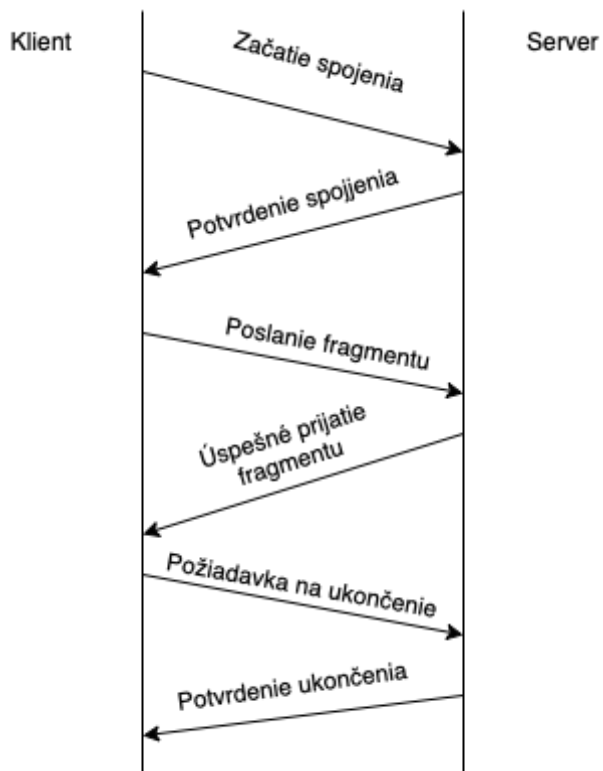 Klient
Server
Začatie spojenia
Potvrdenie spojjenia
Poslanie fragmentu
Úspešné prijatie
fragmentu
Požiadavka na ukončenie
Potvrdenie ukončenia